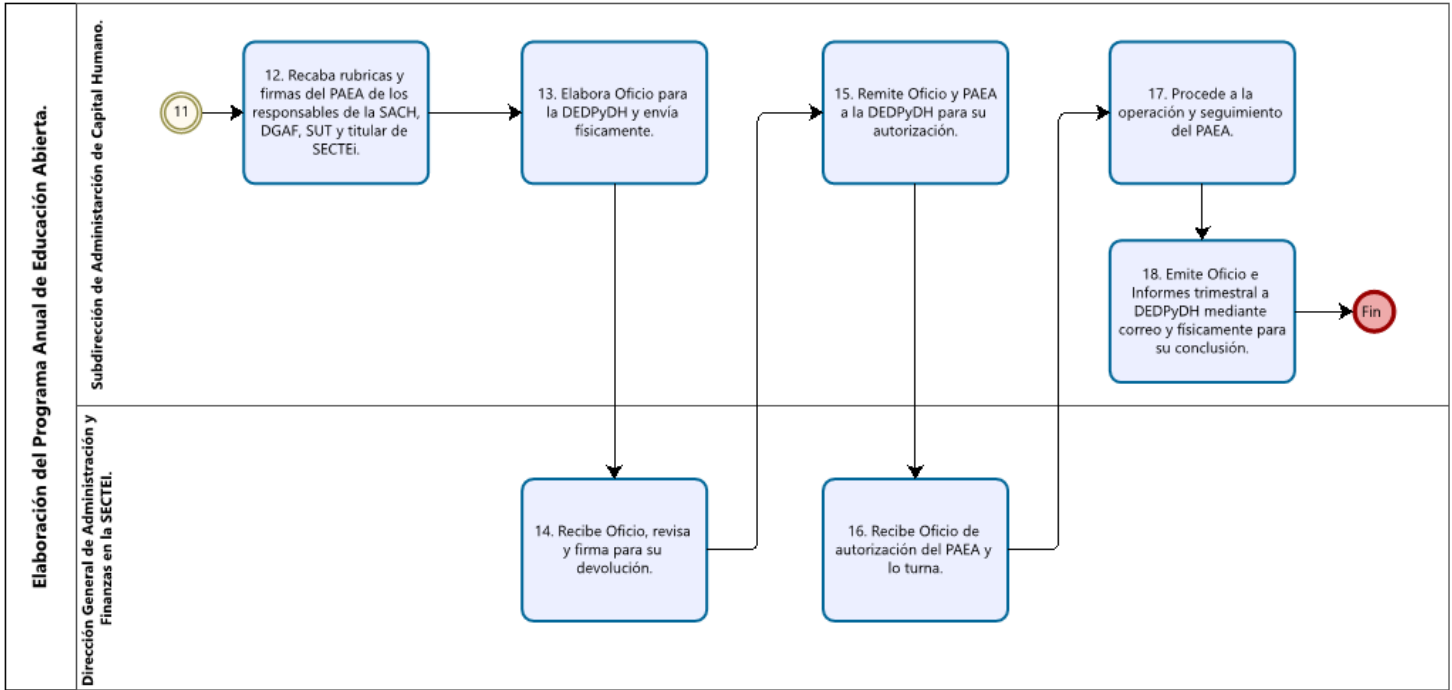 Elaboración del Programa Anual de Educación Abierta.
Subdirección de Administarción de Capital Humano.
11
12. Recaba rubricas y
firmas del PAEA de los
responsables de la SACH,
DGAF, SUT y titular de
SECTEi.
13. Elabora Oficio para
la DEDPyDH y envía
físicamente.
15. Remite Oficio y PAEA
a la DEDPyDH para su
autorización.
17. Procede a la
operación y seguimiento
del PAEA.
18. Emite Oficio e
Informes trimestral a
DEDPyDH mediante
correo y físicamente para
su conclusión.
Fin
Dirección General de Administración y
Finanzas en la SECTEI.
14. Recibe Oficio, revisa
y firma para su
devolución.
16. Recibe Oficio de
autorización del PAEA y
lo turna.